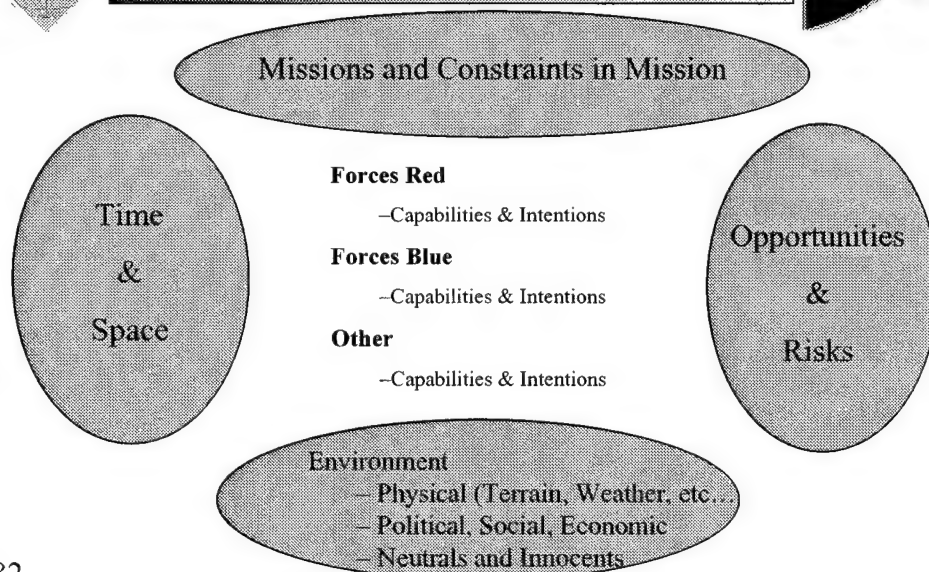 Missions and Constraints in Mission
Time
&
Space
Forces Red
–Capabilities & Intentions
Forces Blue
–Capabilities & Intentions
Other
–Capabilities & Intentions
Opportunities
&
Risks
Environment
– Physical (Terrain, Weather, etc...
– Political, Social, Economic
– Neutrals and Innocents